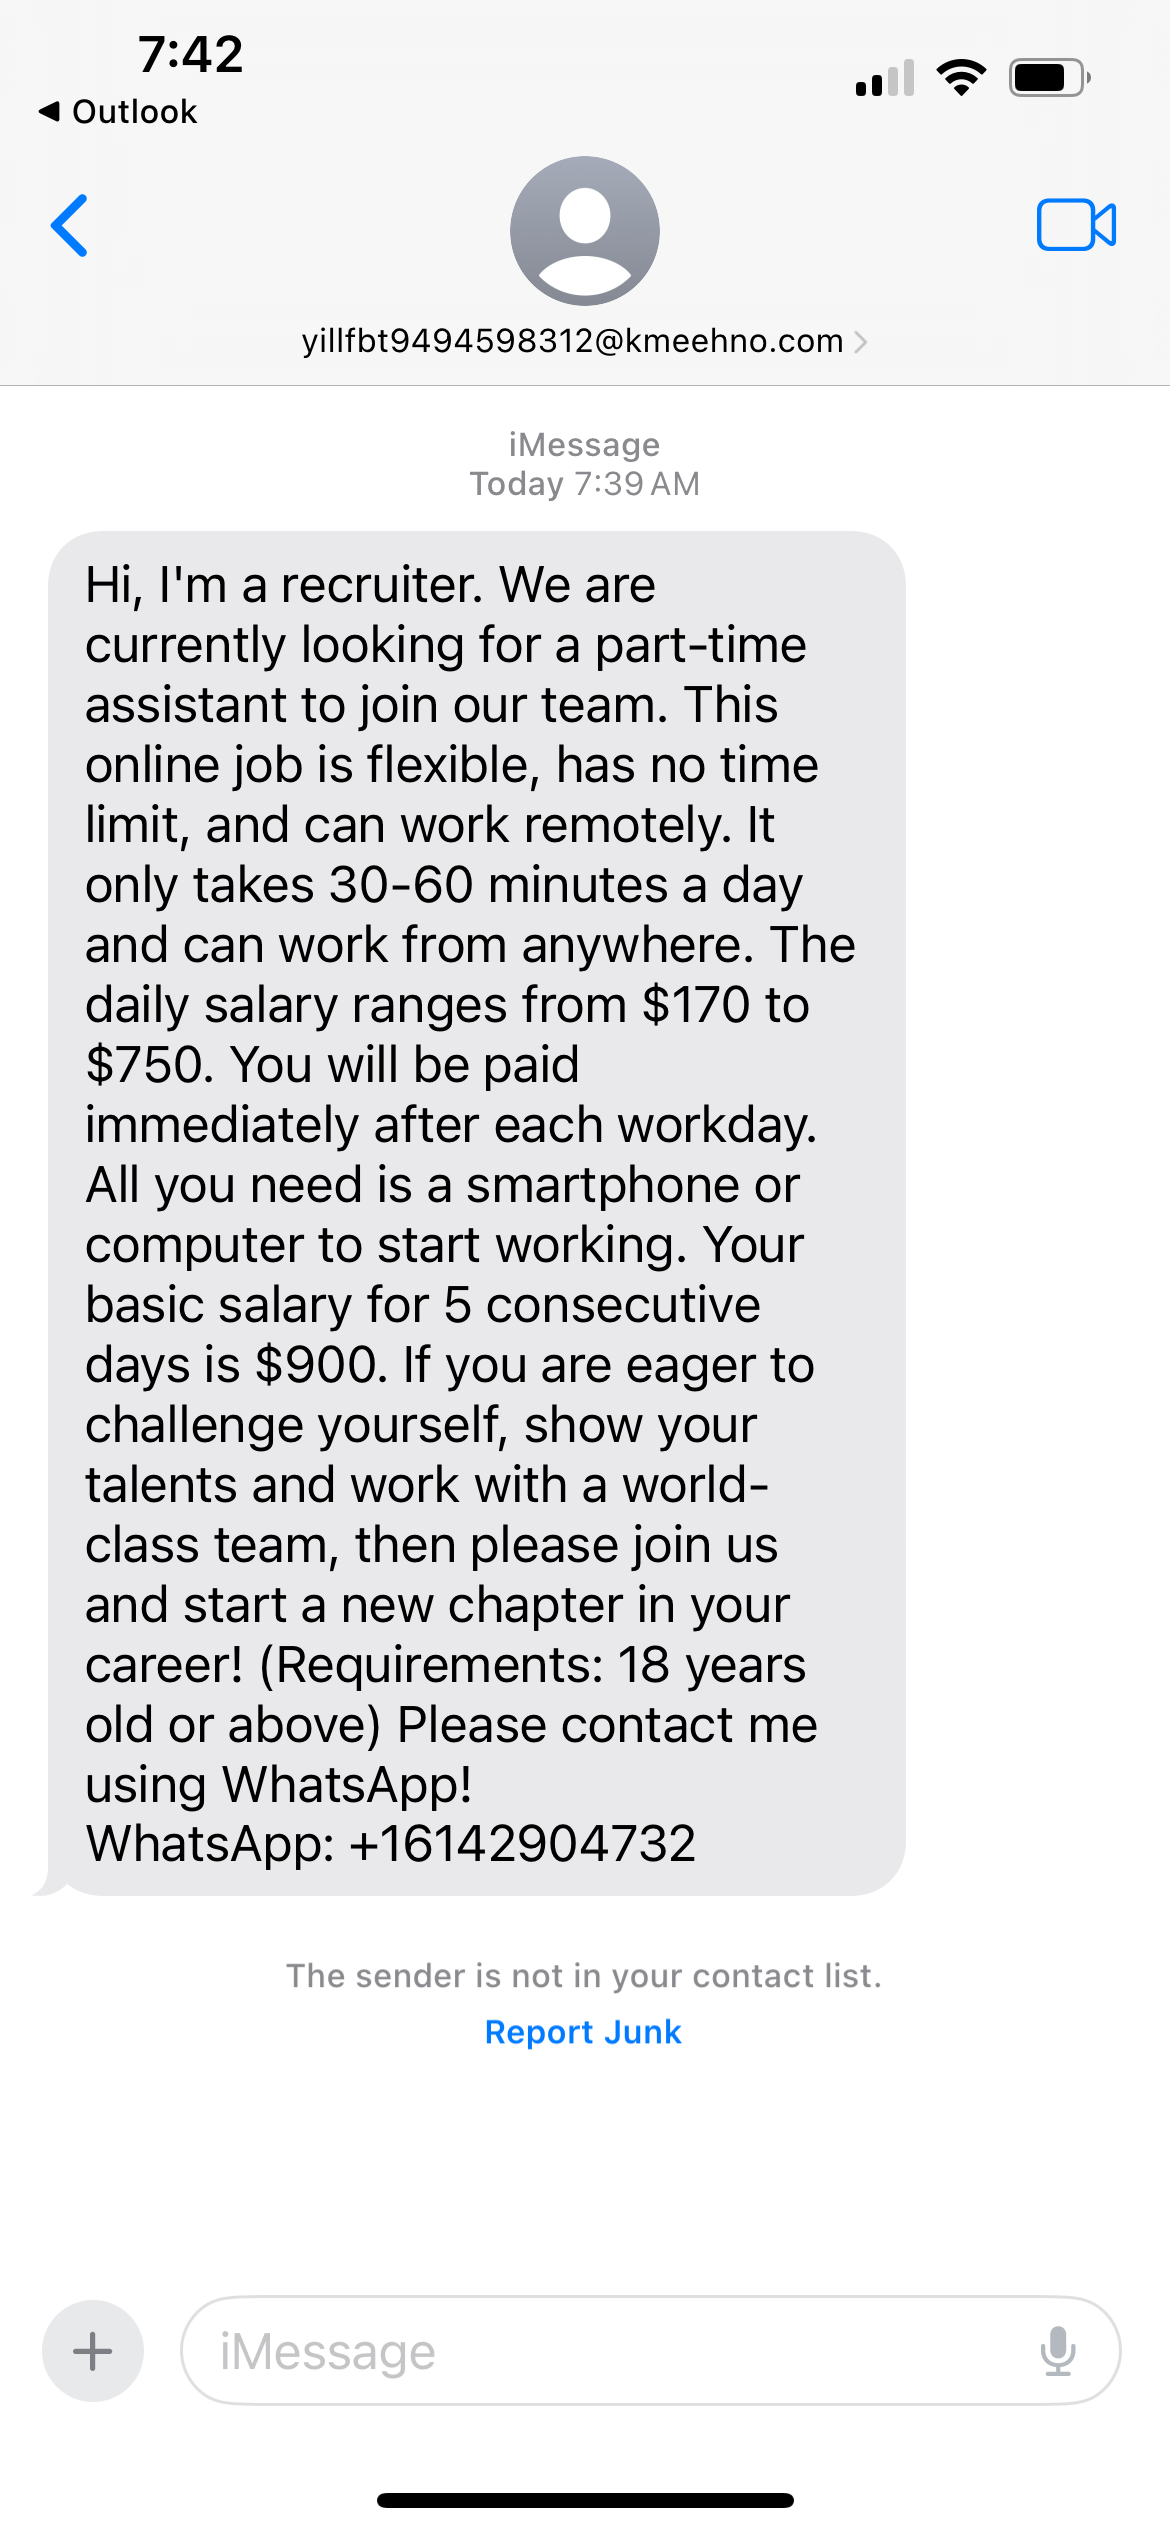 7:42
Outlook
yillfbt9494598312@kmeehno.com
iMessage
Today 7:39 AM
Hi, I'm a recruiter. We are
currently looking for a part-time
assistant to join our team. This
online job is flexible, has no time
limit, and can work remotely. It
only takes 30-60 minutes a day
and can work from anywhere. The
daily salary ranges from $170 to
$750. You will be paid
immediately after each workday.
All you need is a smartphone or
computer to start working. Your
basic salary for 5 consecutive
days is $900. If you are eager to
challenge yourself, show your
talents and work with a world-
class team, then please join us
and start a new chapter in your
career! (Requirements: 18 years
old or above) Please contact me
using WhatsApp!
WhatsApp: +16142904732
The sender is not in your contact list.
Report Junk
iMessage